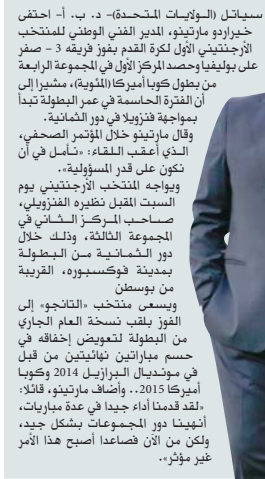 سياتل (الولايات المتحدة)- د. ب. أ- احتفى
خيراردو مارتينو، المدير الفني الوطني للمنتخب
الأرجنتيني الأول لكرة القدم بفوز فريقه 3 - صفر
على بوليفيا وحصد المركز الأول في المجموعة الرابعة
من بطول كوبا أميركا(المئوية)، مشيرا إلى
أن الفترة الحاسمة في عمر البطولة تبدأ
بمواجهة فنزويلا في دور الثمانية.
وقال مارتينو خلال المؤتمر الصحفي،
الذي أعقب اللقاء: «نأمل في أن
نكون على قدر المسؤولية».
ويواجه المنتخب الأرجنتيني يوم
السبت المقبل نظيره الفنزويلي،
صاحب المركز الثاني في
المجموعة الثالثة، وذلك خلال
دور الثمانية من البطولة
بمدينة فوكسبوره، القريبة
من بوسطن
ويسعى منتخب «التانجو» إلى
الفوز بلقب نسخة العام الجاري
من البطولة لتعويض إخفاقه في
حسم مباراتين نهائيتين من قبل
في مونديال البرازيل 2014 وكوبا
أميركا 2015.. وأضاف مارتينو، قائلا:
«لقد قدمنا أداء جيدا في عدة مباريات،
أنهينا دور المجموعات بشكل جيد،
ولكن من الآن فصاعدا أصبح هذا الأمر
غير مؤثر».